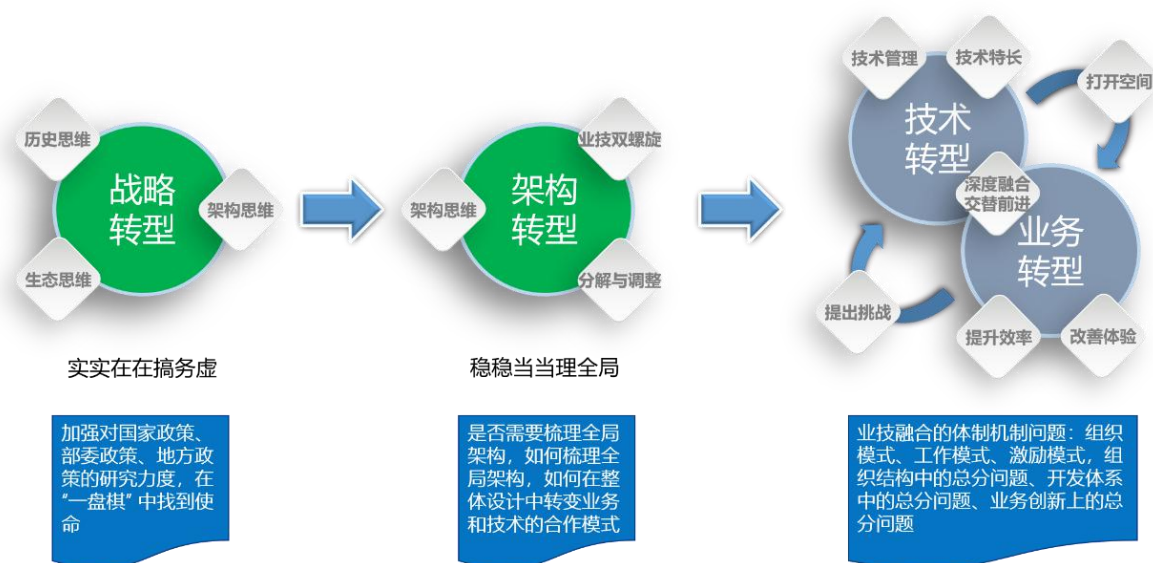 历史思维
战略
转型
架构思维
生态思维
实实在在搞务虚
加强对国家政策、
部委政策、地方政
策的研究力度，在
“一盘棋”中找到使
命
业技双螺旋
架构思维
架构
转型
分解与调整
稳稳当当理全局
是否需要梳理全局
架构，如何梳理全
局架构，如何在整
体设计中转变业务
和技术的合作模式
技术管理
技术特长
打开空间
技术
转型
深度融合
交替前进
业务
转型
提出挑战
提升效率
改善体验
业技融合的体制机制问题：组织
模式、工作模式、激励模式，组
织结构中的总分问题、开发体系
中的总分问题、业务创新上的总
分问题